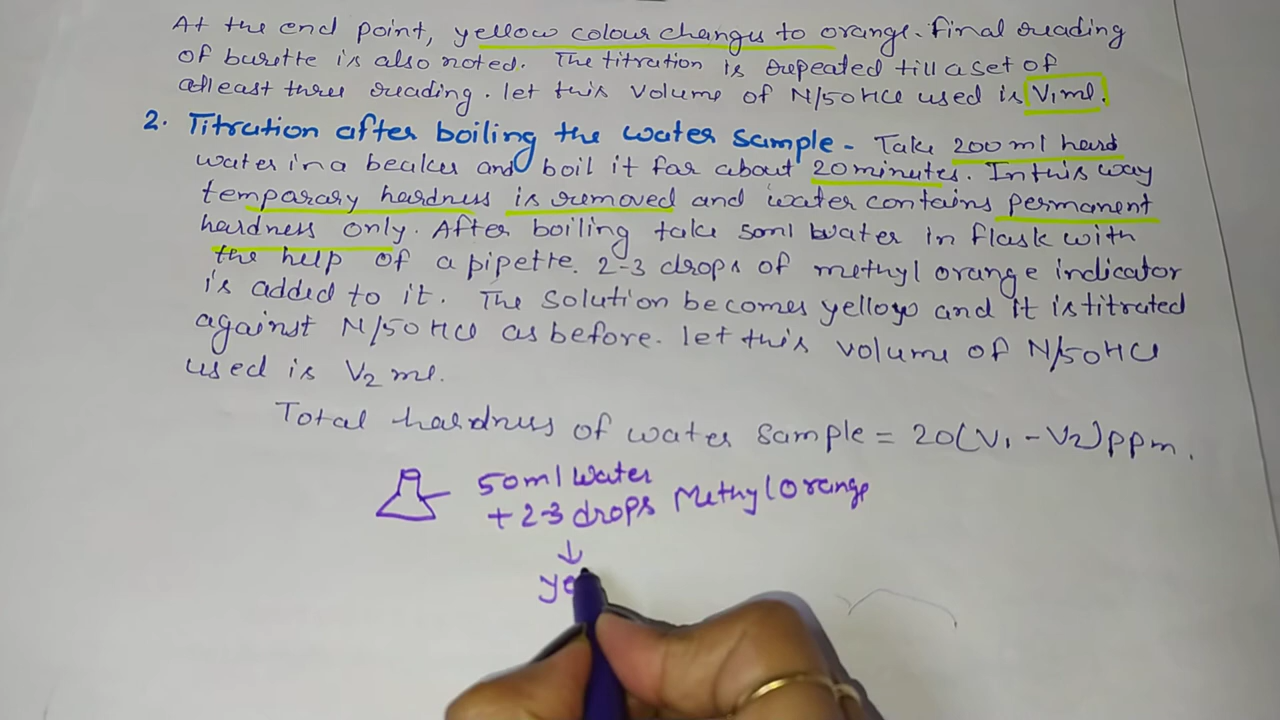 At the end point, yellow colour changes to orange. Final reading
of burette is also noted. The titration is repeated till a set of
atleast three reading. let this volume of N/50 HCl used is V₁ ml.
2. Titration after boiling the water sample - Take 200 ml hard
water in a beaker and boil it for about 20 minutes. In this way
temparary hardness is removed and water contains permanent
hardness only. After boiling take 50ml water in flask with
the help of a pipette. 2-3 drops of methyl orange indicator
is added to it. The solution becomes yellow and it is titrated
against N/50 HCl as before. let this volume of N/50 HCl
used is V₂ ml.
Total hardness of water sample = 20(V₁ - V₂)ppm.
50ml water
+ 2-3 drops Methyl Orange
↓
ye